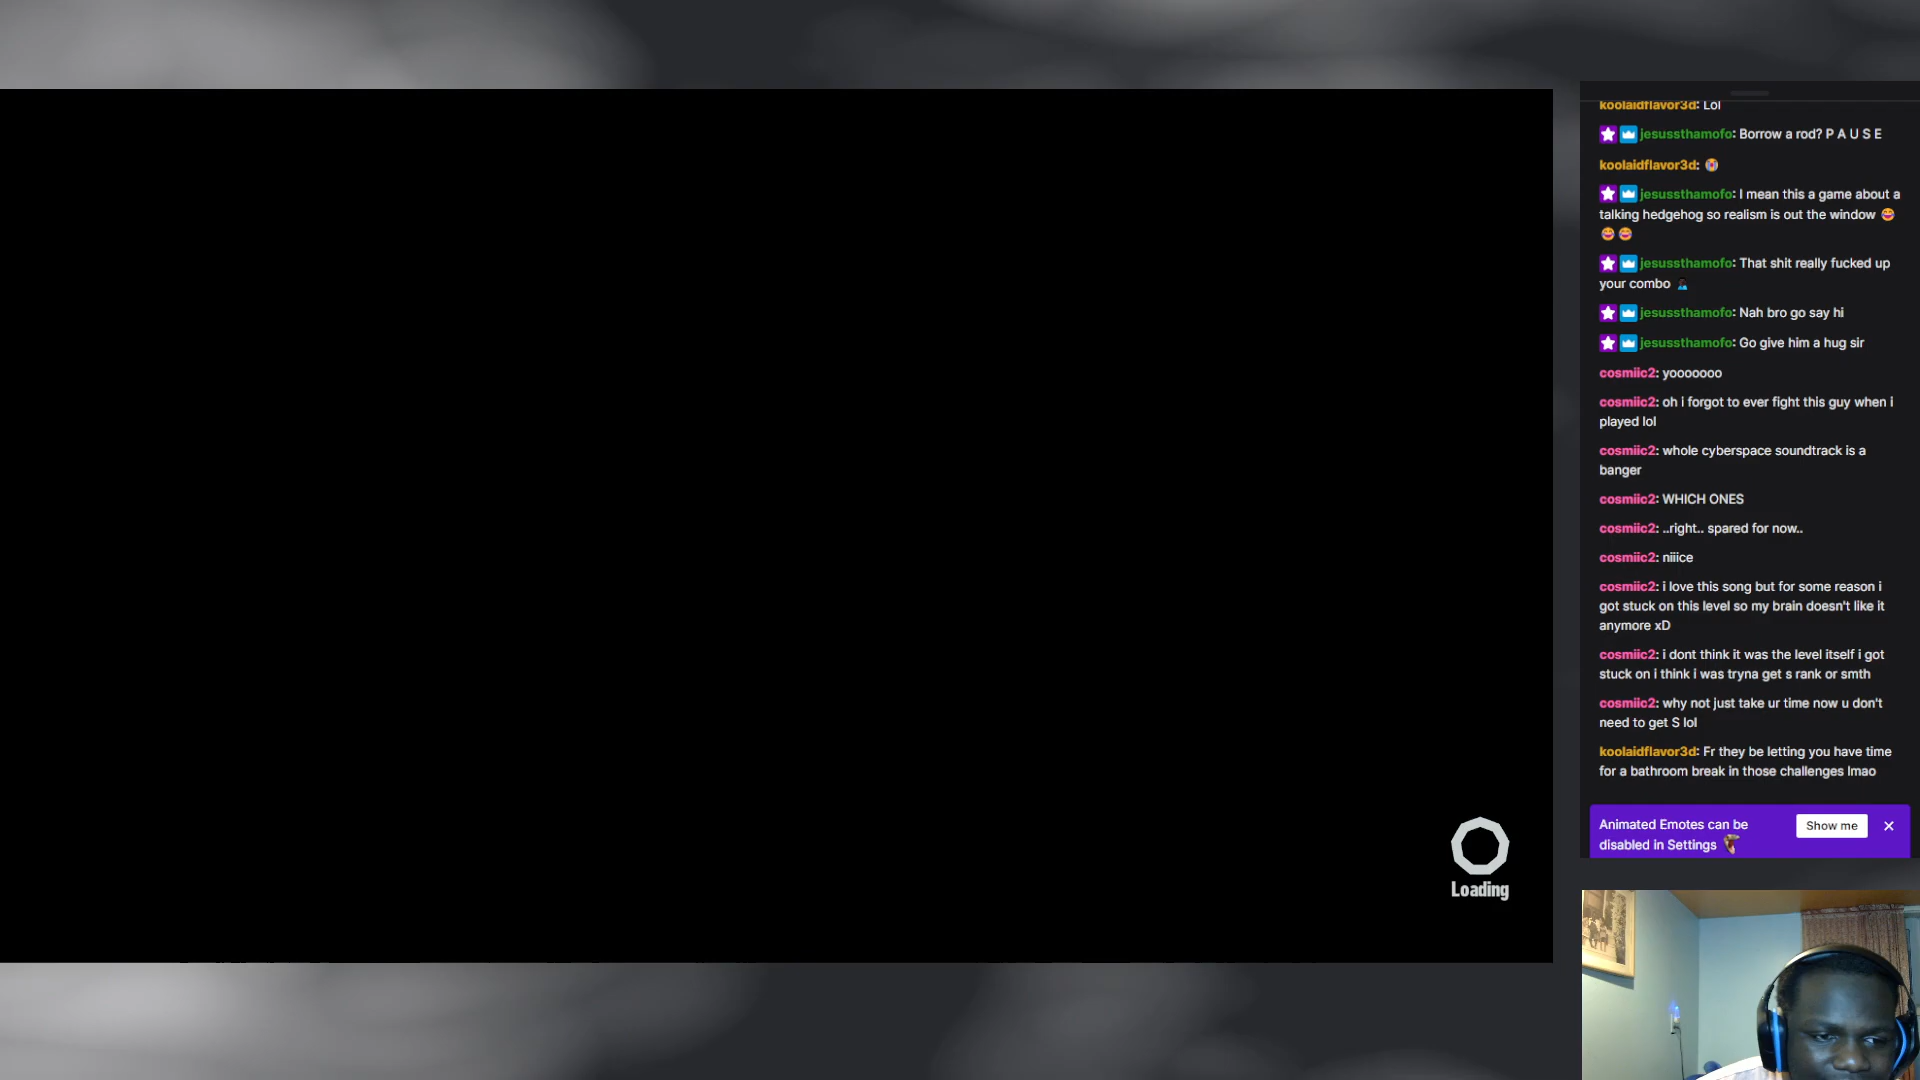 koolaidflavor3d: Lol
jesussthamofo: Borrow a rod? P A U S E
koolaidflavor3d:
jesussthamofo: I mean this a game about a
talking hedgehog so realism is out the window
jesussthamofo: That shit really fucked up
your combo
jesussthamofo: Nah bro go say hi
jesussthamofo: Go give him a hug sir
cosmiic2: yooooooo
cosmiic2: oh i forgot to ever fight this guy when i
played lol
cosmiic2: whole cyberspace soundtrack is a
banger
cosmiic2: WHICH ONES
cosmiic2: ..right.. spared for now..
cosmiic2: niiice
cosmiic2: i love this song but for some reason i
got stuck on this level so my brain doesn't like it
anymore xD
cosmiic2: i dont think it was the level itself i got
stuck on i think i was tryna get s rank or smth
cosmiic2: why not just take ur time now u don't
need to get S lol
koolaidflavor3d: Fr they be letting you have time
for a bathroom break in those challenges lmao
Animated Emotes can be
disabled in Settings
Show me
Loading